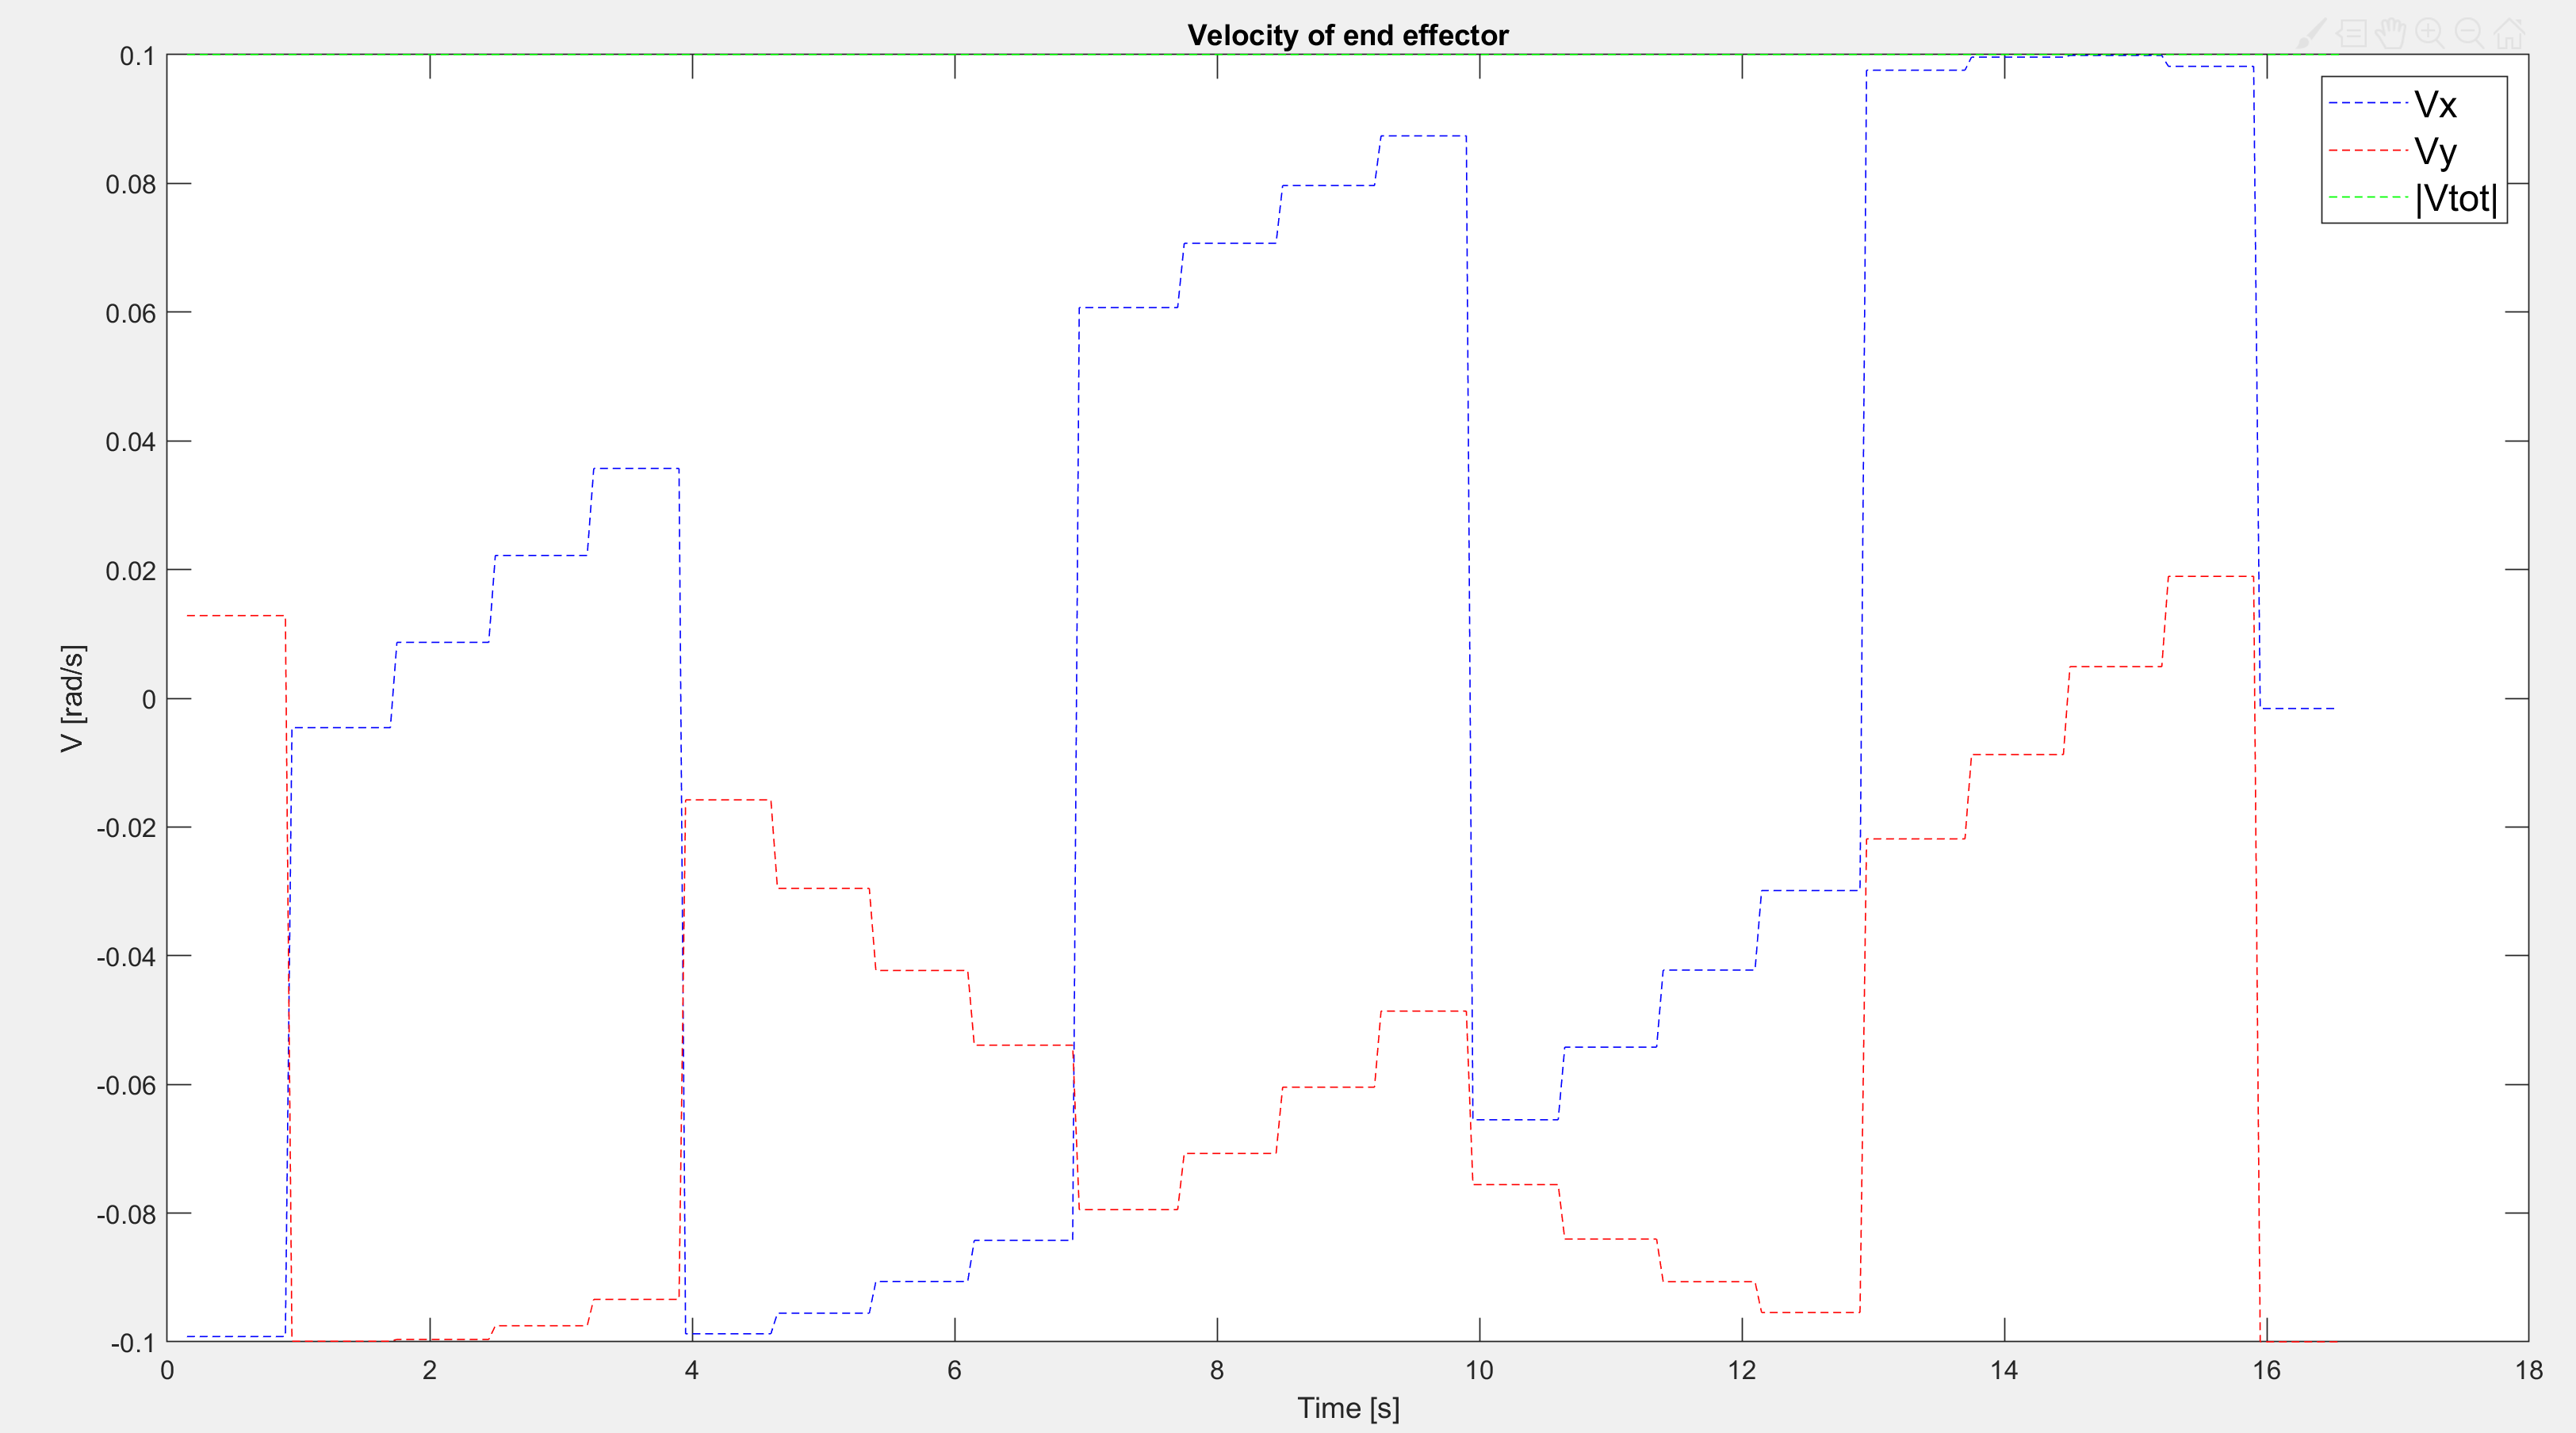 Velocity of end effector
0.1
0.08
0.06
0.04
0.02
0
-0.02
-0.04
-0.06
-0.08
-0.1
V [rad/s]
Vx
Vy
|Vtot|
0 2 4 6 8 10 12 14 16 18
Time [s]